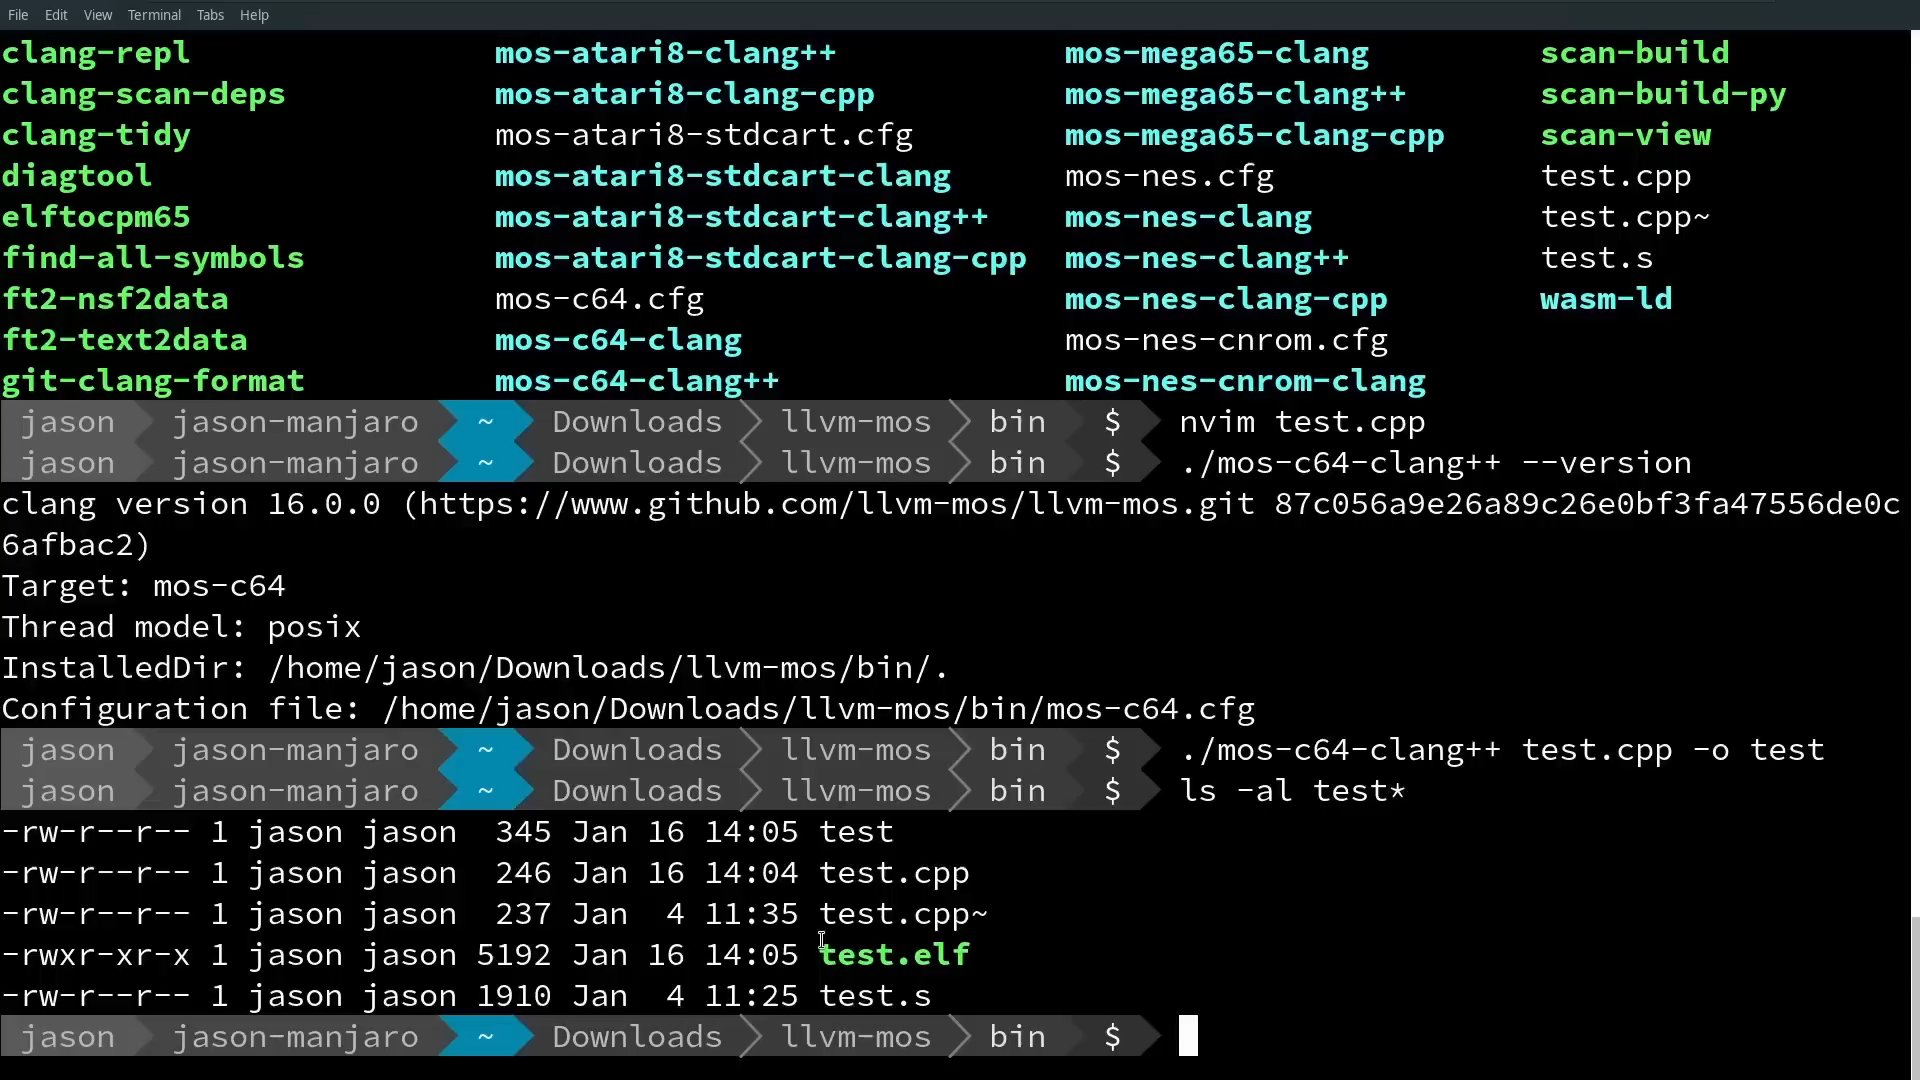 File Edit View Terminal Tabs Help
clang-repl mos-atari8-clang++ mos-mega65-clang scan-build
clang-scan-deps mos-atari8-clang-cpp mos-mega65-clang++ scan-build-py
clang-tidy mos-atari8-stdcart.cfg mos-mega65-clang-cpp scan-view
diagtool mos-atari8-stdcart-clang mos-nes.cfg test.cpp
elftocpm65 mos-atari8-stdcart-clang++ mos-nes-clang test.cpp~
find-all-symbols mos-atari8-stdcart-clang-cpp mos-nes-clang++ test.s
ft2-nsf2data mos-c64.cfg mos-nes-clang-cpp wasm-ld
ft2-text2data mos-c64-clang mos-nes-cnrom.cfg
git-clang-format mos-c64-clang++ mos-nes-cnrom-clang
jason jason-manjaro ~ Downloads llvm-mos bin $ nvim test.cpp
jason jason-manjaro ~ Downloads llvm-mos bin $ ./mos-c64-clang++ --version
clang version 16.0.0 (https://www.github.com/llvm-mos/llvm-mos.git 87c056a9e26a89c26e0bf3fa47556de0c
6afbac2)
Target: mos-c64
Thread model: posix
InstalledDir: /home/jason/Downloads/llvm-mos/bin/.
Configuration file: /home/jason/Downloads/llvm-mos/bin/mos-c64.cfg
jason jason-manjaro ~ Downloads llvm-mos bin $ ./mos-c64-clang++ test.cpp -o test
jason jason-manjaro ~ Downloads llvm-mos bin $ ls -al test*
-rw-r--r-- 1 jason jason 345 Jan 16 14:05 test
-rw-r--r-- 1 jason jason 246 Jan 16 14:04 test.cpp
-rw-r--r-- 1 jason jason 237 Jan 4 11:35 test.cpp~
-rwxr-xr-x 1 jason jason 5192 Jan 16 14:05 test.elf
-rw-r--r-- 1 jason jason 1910 Jan 4 11:25 test.s
jason jason-manjaro ~ Downloads llvm-mos bin $